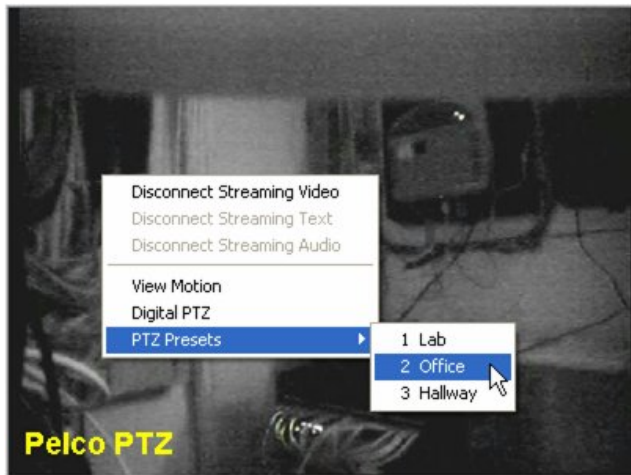 Disconnect Streaming Video
Disconnect Streaming Text
Disconnect Streaming Audio
View Motion
Digital PTZ
PTZ Presets
1 Lab
2 Office
3 Hallway
Pelco PTZ